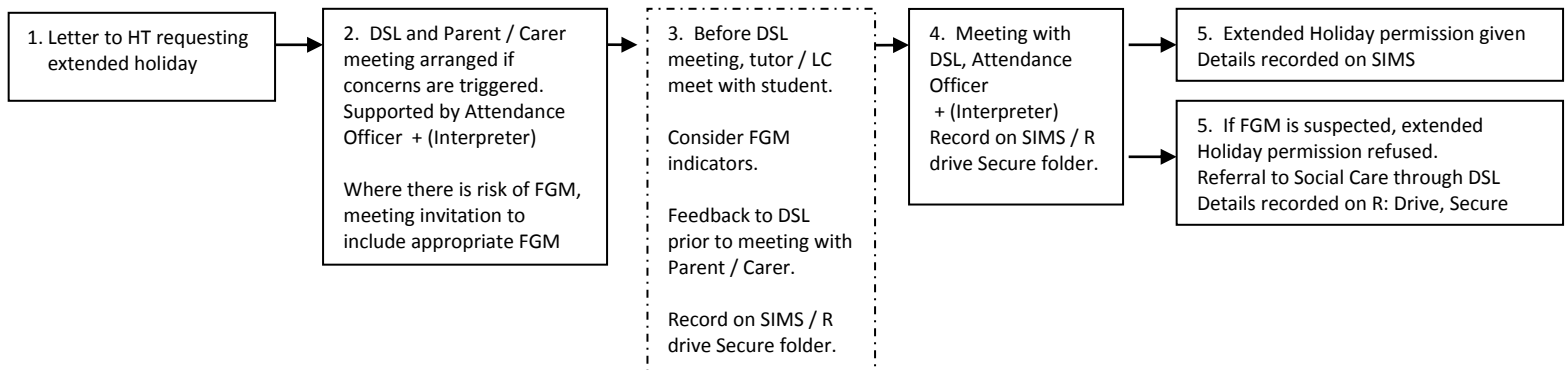 1. Letter to HT requesting
extended holiday
2. DSL and Parent / Carer
meeting arranged if
concerns are triggered.
Supported by Attendance
Officer + (Interpreter)
Where there is risk of FGM,
meeting invitation to
include appropriate FGM
3. Before DSL
meeting, tutor / LC
meet with student.
Consider FGM
indicators.
Feedback to DSL
prior to meeting with
Parent / Carer.
Record on SIMS / R
drive Secure folder.
4. Meeting with
DSL, Attendance
Officer
+ (Interpreter)
Record on SIMS / R
drive Secure folder.
5. Extended Holiday permission given
Details recorded on SIMS
5. If FGM is suspected, extended
Holiday permission refused.
Referral to Social Care through DSL
Details recorded on R: Drive, Secure